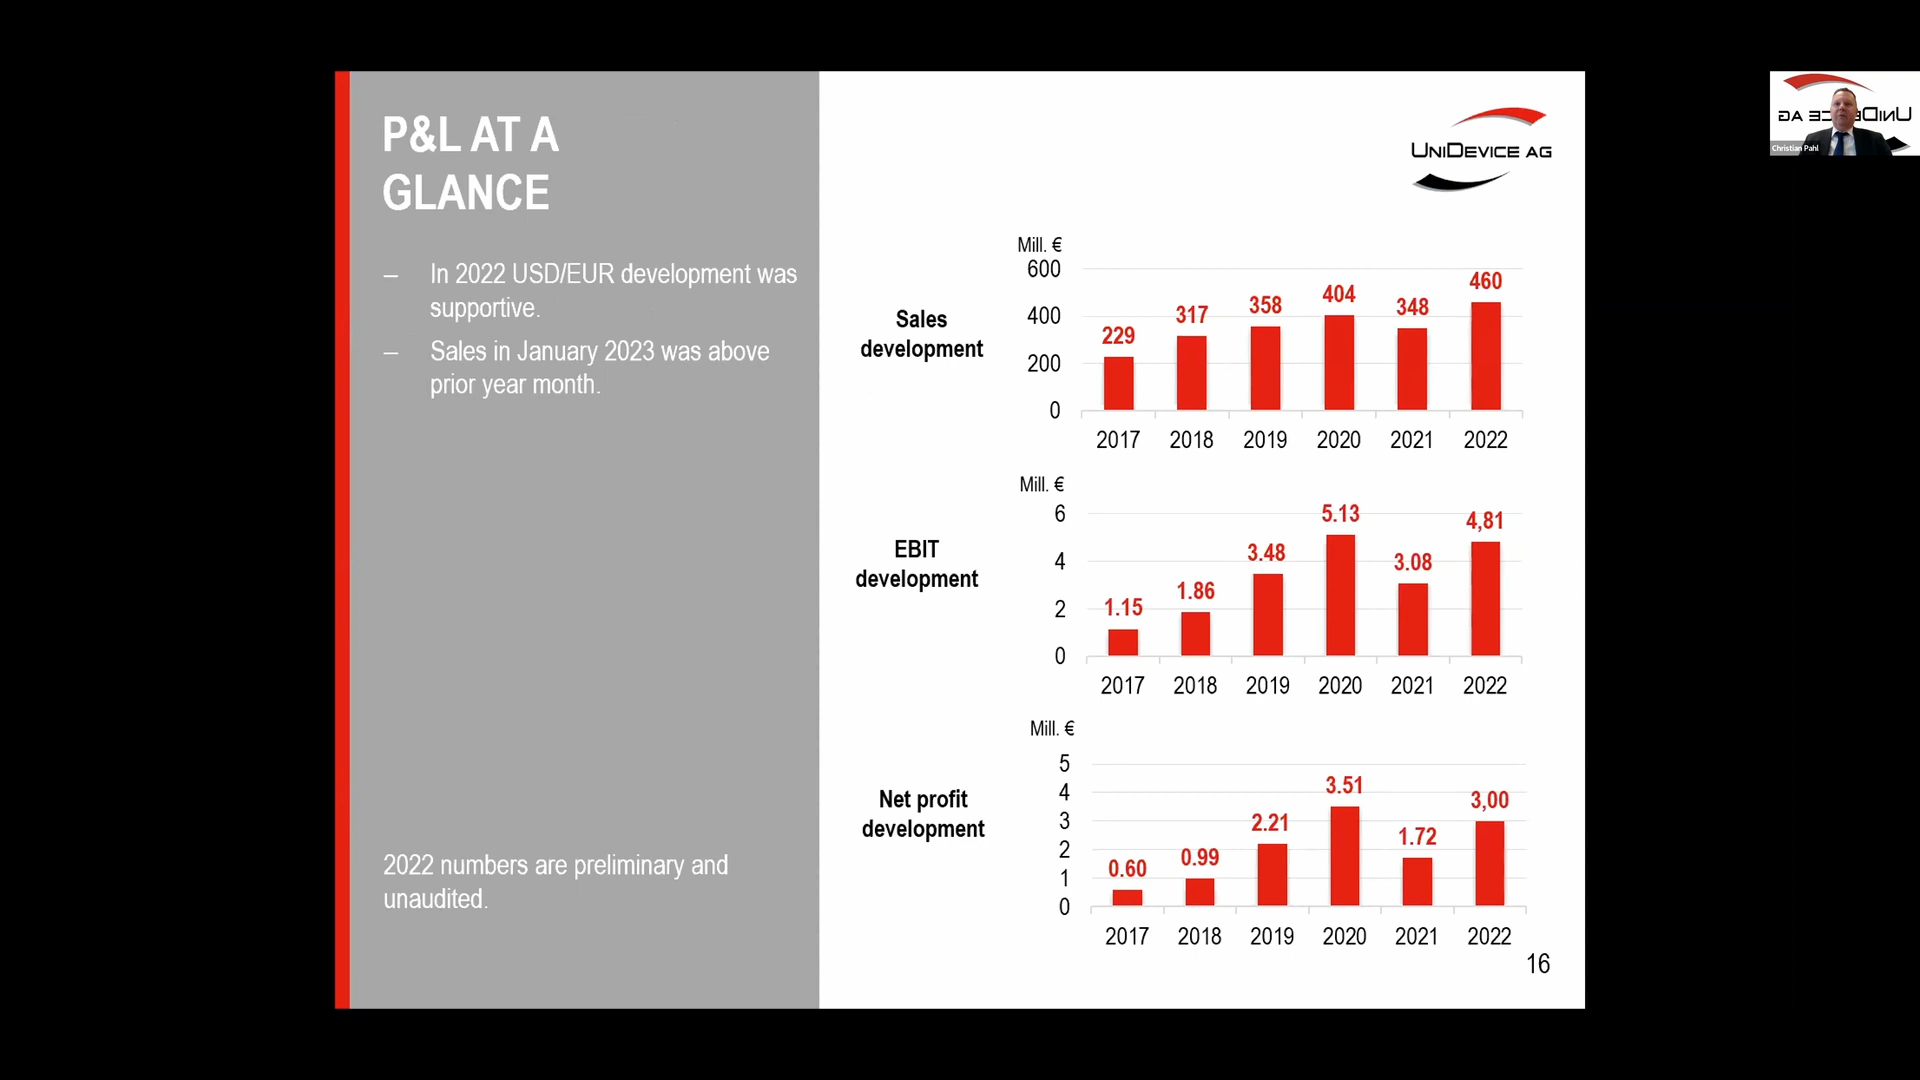 P&L AT A
GLANCE
– In 2022 USD/EUR development was
supportive.
– Sales in January 2023 was above
prior year month.
2022 numbers are preliminary and
unaudited.
UNIDEVICE AG
Sales
development
Mill. €
600
400
200
0
229
317
358
404
348
460
2017 2018 2019 2020 2021 2022
EBIT
development
Mill. €
6
4
2
0
1.15
1.86
3.48
5.13
3.08
4,81
2017 2018 2019 2020 2021 2022
Net profit
development
Mill. €
5
4
3
2
1
0
0.60
0.99
2.21
3.51
1.72
3,00
2017 2018 2019 2020 2021 2022
16
Christian Pahl